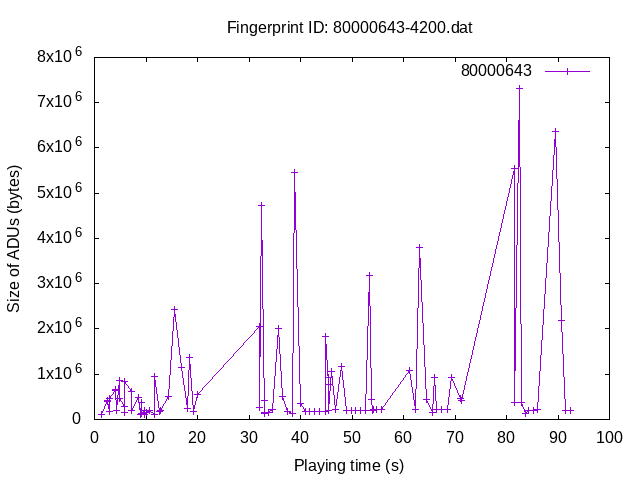 Fingerprint ID: 80000643-4200.dat
80000643
8x10^6
7x10^6
6x10^6
5x10^6
4x10^6
3x10^6
2x10^6
1x10^6
0
Size of ADUs (bytes)
0 10 20 30 40 50 60 70 80 90 100
Playing time (s)